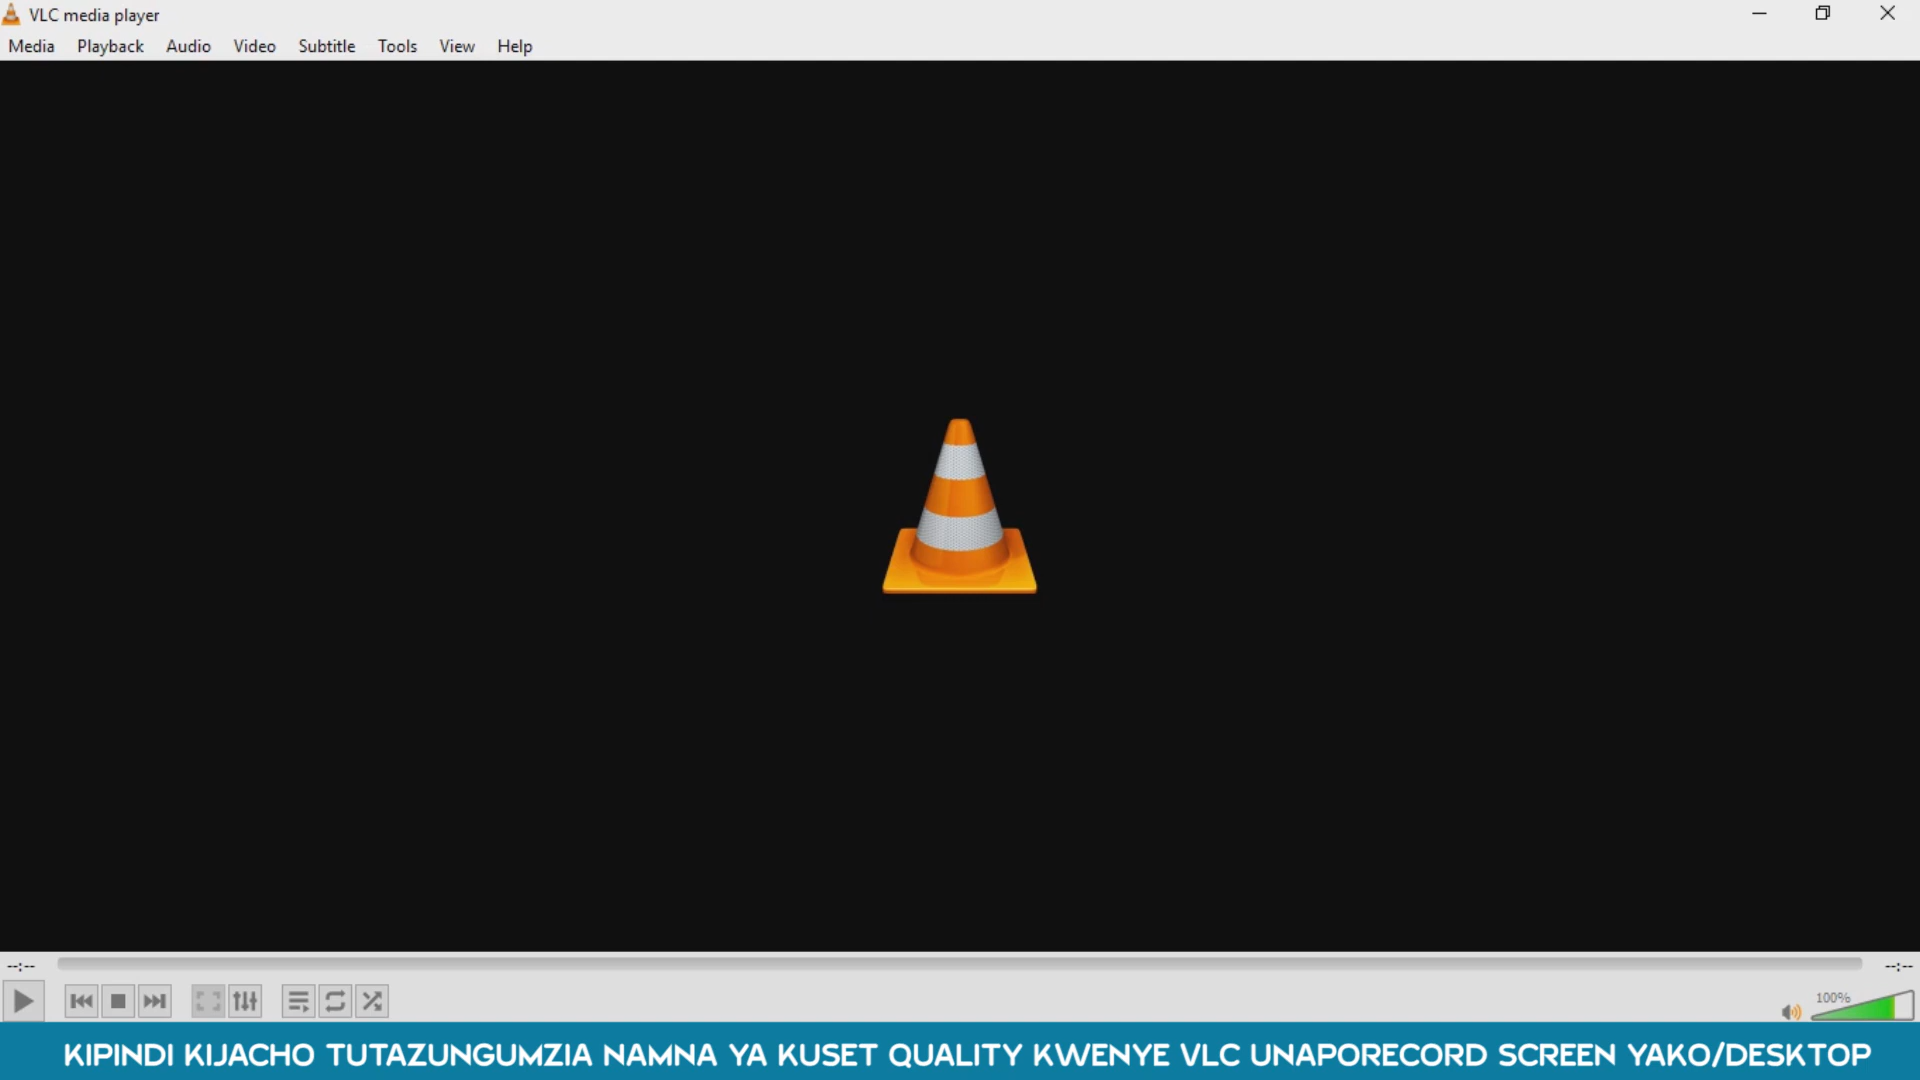 VLC media player
Media Playback Audio Video Subtitle Tools View Help
--:-- --:--
100%
KIPINDI KIJACHO TUTAZUNGUMZIA NAMNA YA KUSET QUALITY KWENYE VLC UNAPORECORD SCREEN YAKO/DESKTOP